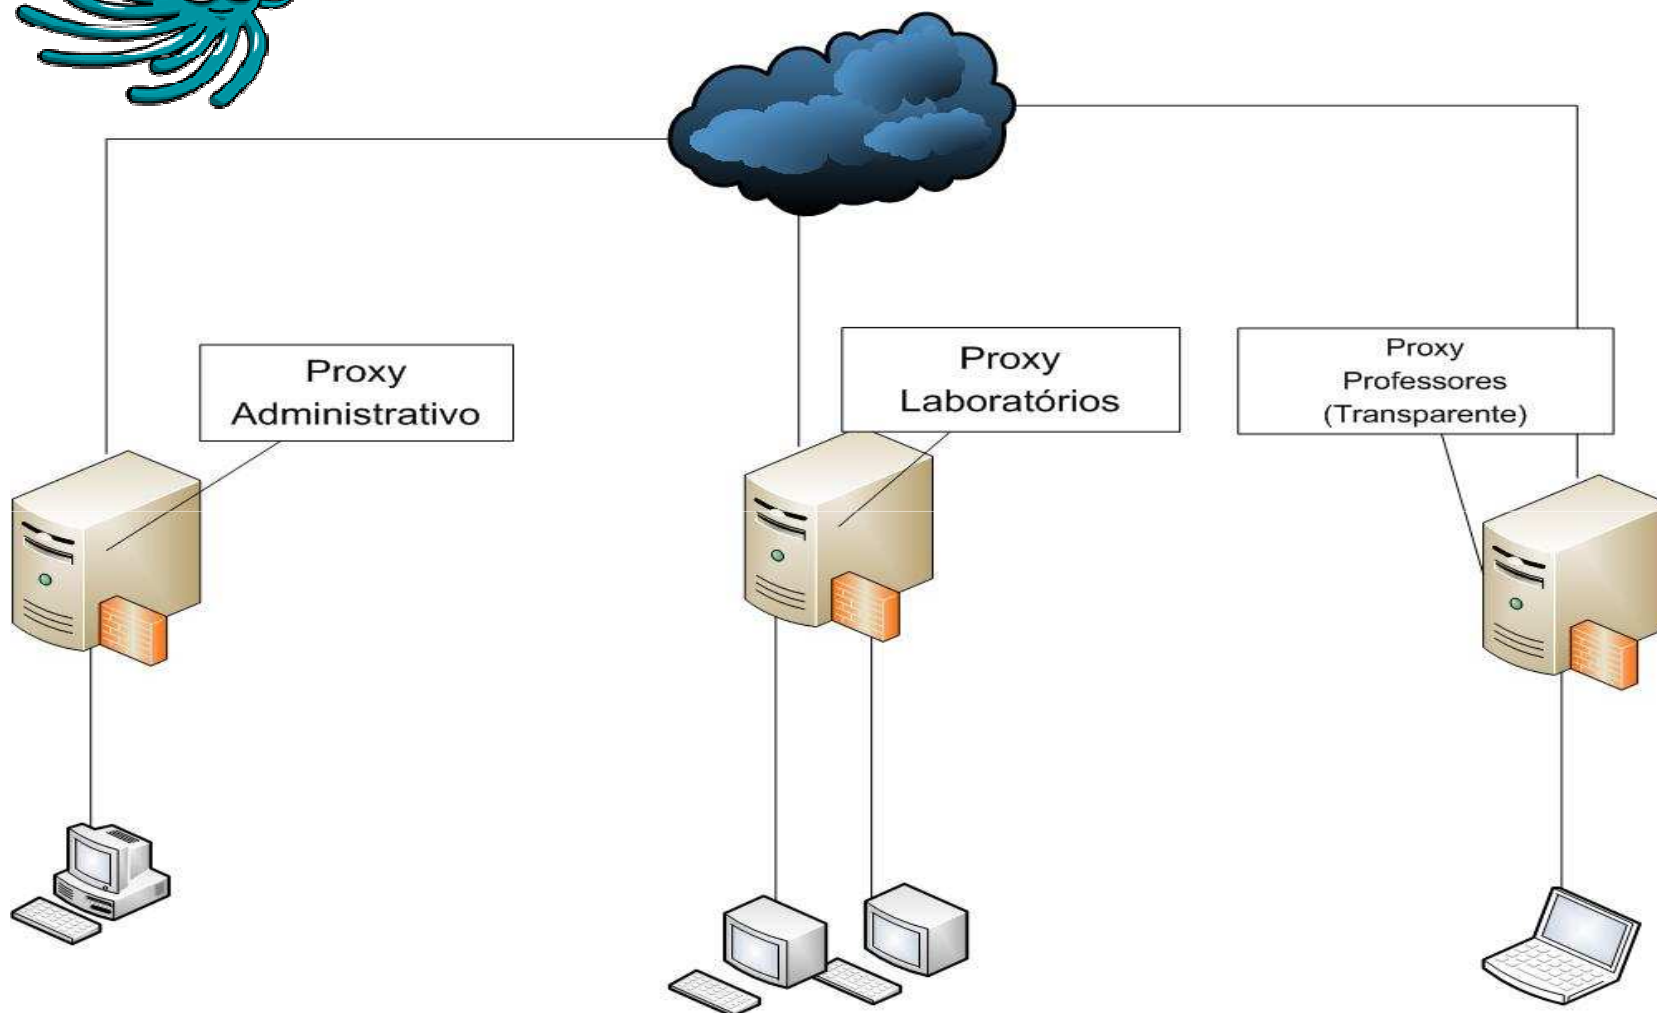 Proxy
Administrativo
Proxy
Laboratórios
Proxy
Professores
(Transparente)